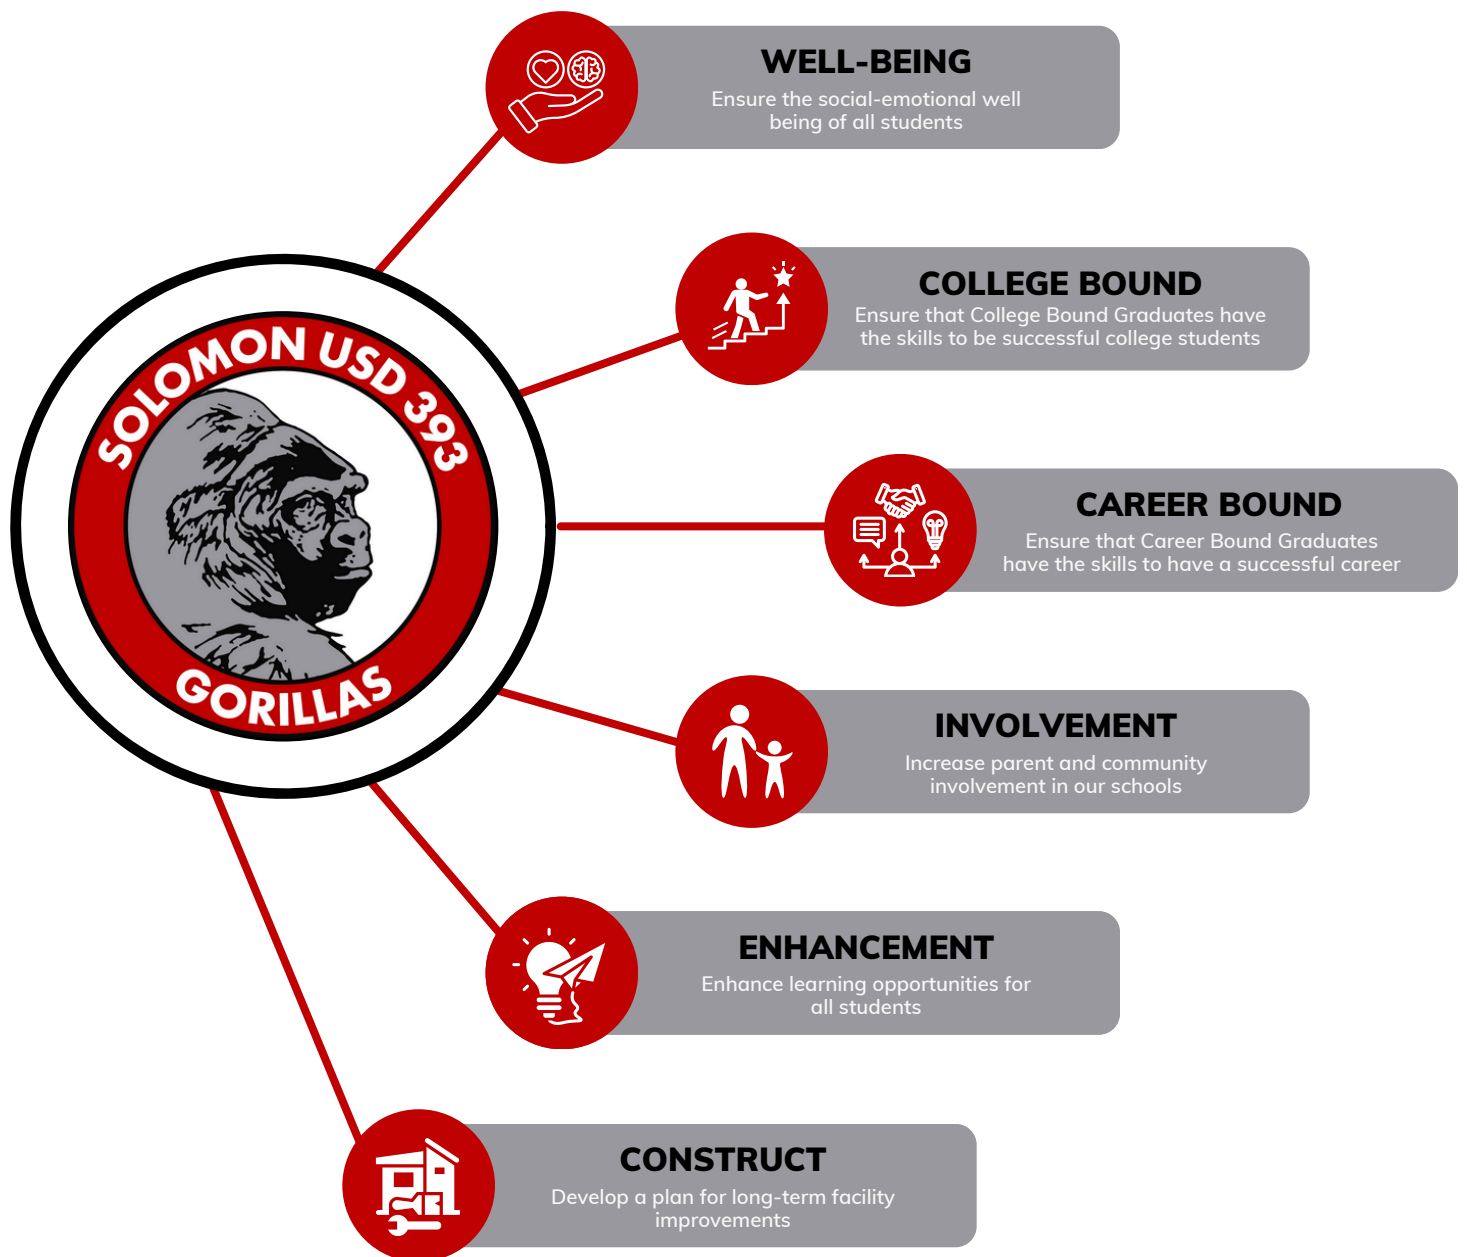 SOLOMON USD 393
GORILLAS
WELL-BEING
Ensure the social-emotional well
being of all students
COLLEGE BOUND
Ensure that College Bound Graduates have
the skills to be successful college students
CAREER BOUND
Ensure that Career Bound Graduates
have the skills to have a successful career
INVOLVEMENT
Increase parent and community
involvement in our schools
ENHANCEMENT
Enhance learning opportunities for
all students
CONSTRUCT
Develop a plan for long-term facility
improvements